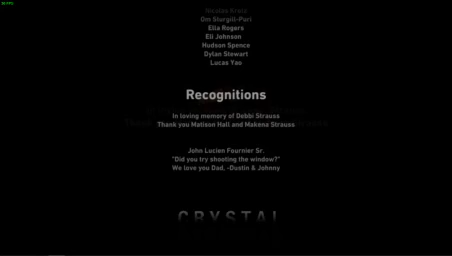 Nicolas Kranz
Om Sturgill-Puri
Ella Rogers
Eli Johnson
Hudson Spence
Dylan Stewart
Lucas Yao
Recognitions
In loving memory of Debbi Strauss
Thank you Matison Hall and Makena Strauss
John Lucien Fournier Sr.
"Did you try shooting the window?"
We love you Dad, -Dustin & Johnny
CRYSTAL